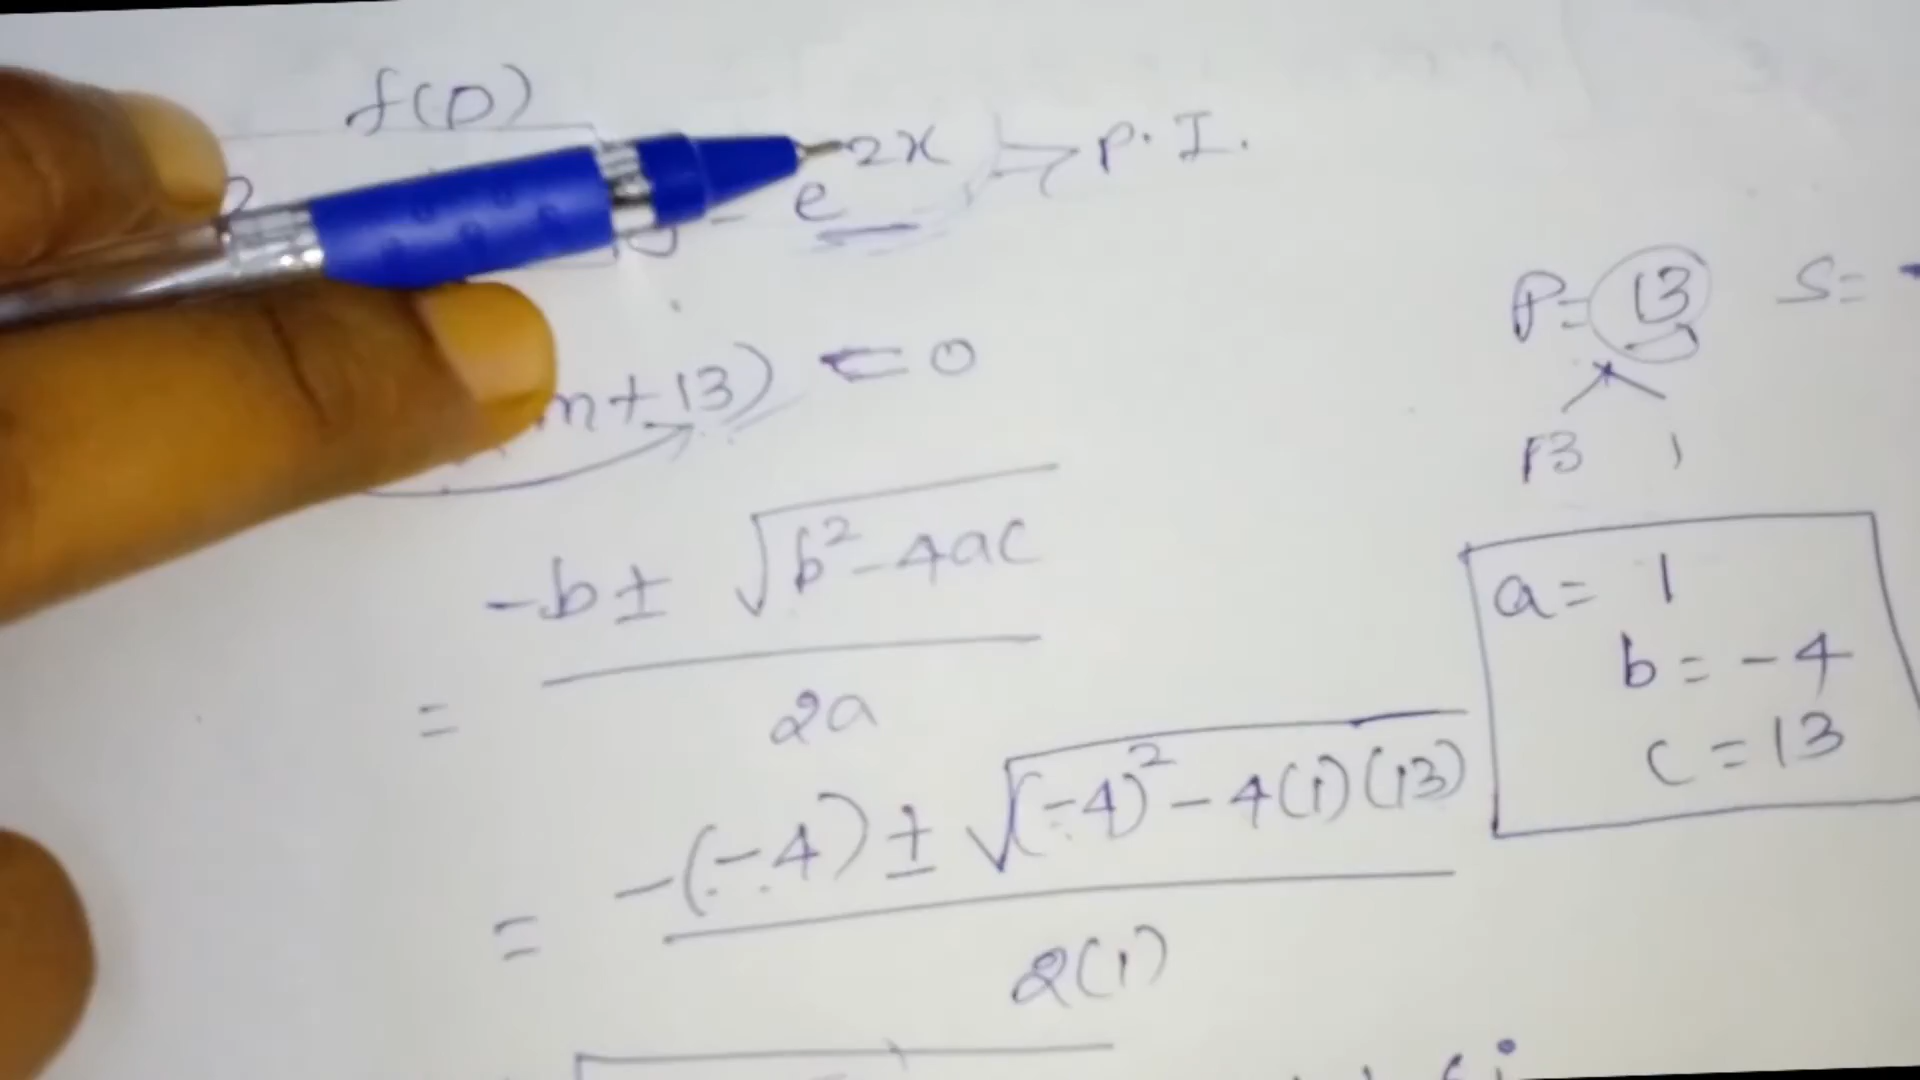 f(D)
2 e^2x → P.I.
P= 13 S= -
m+13) = 0
13 1
= -b ± √b²-4ac / 2a
a = 1
b = -4
c = 13
= -(-4) ± √(-4)²-4(1)(13) / 2(1)